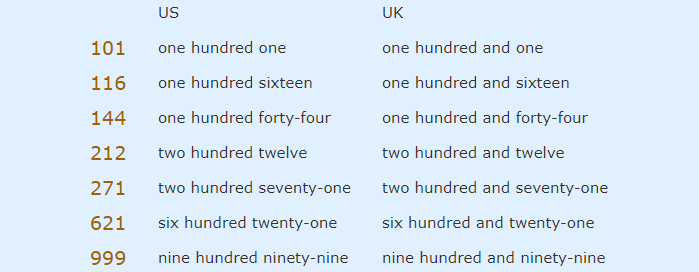 US UK
101 one hundred one one hundred and one
116 one hundred sixteen one hundred and sixteen
144 one hundred forty-four one hundred and forty-four
212 two hundred twelve two hundred and twelve
271 two hundred seventy-one two hundred and seventy-one
621 six hundred twenty-one six hundred and twenty-one
999 nine hundred ninety-nine nine hundred and ninety-nine